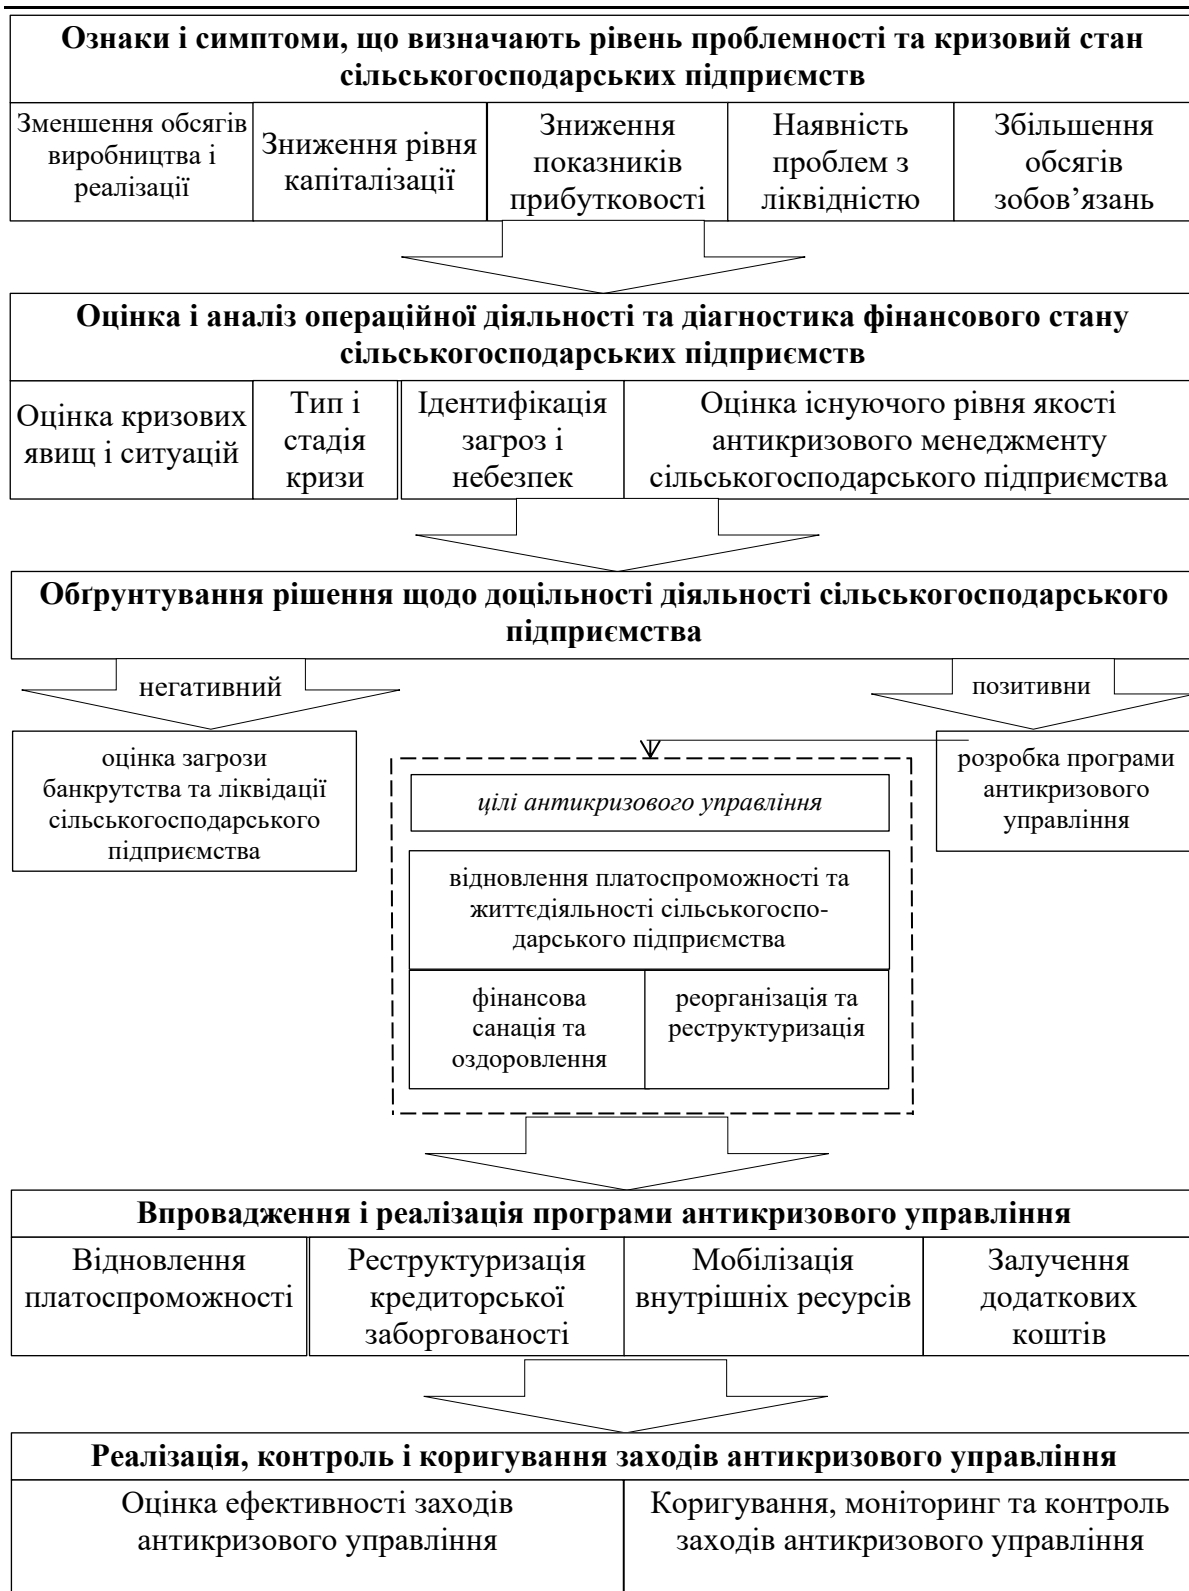 Ознаки і симптоми, що визначають рівень проблемності та кризовий стан
сільськогосподарських підприємств
Зменшення обсягів
виробництва і
реалізації
Зниження рівня
капіталізації
Зниження
показників
прибутковості
Наявність
проблем з
ліквідністю
Збільшення
обсягів
зобов’язань
Оцінка і аналіз операційної діяльності та діагностика фінансового стану
сільськогосподарських підприємств
Оцінка кризових
явищ і ситуацій
Тип і
стадія
кризи
Ідентифікація
загроз і
небезпек
Оцінка існуючого рівня якості
антикризового менеджменту
сільськогосподарського підприємства
Обґрунтування рішення щодо доцільності діяльності сільськогосподарського
підприємства
негативний
позитивни
оцінка загрози
банкрутства та ліквідації
сільськогосподарського
підприємства
розробка програми
антикризового
управління
цілі антикризового управління
відновлення платоспроможності та
життєдіяльності сільськогоспо-
дарського підприємства
фінансова
санація та
оздоровлення
реорганізація та
реструктуризація
Впровадження і реалізація програми антикризового управління
Відновлення
платоспроможності
Реструктуризація
кредиторської
заборгованості
Мобілізація
внутрішніх ресурсів
Залучення
додаткових
коштів
Реалізація, контроль і коригування заходів антикризового управління
Оцінка ефективності заходів
антикризового управління
Коригування, моніторинг та контроль
заходів антикризового управління